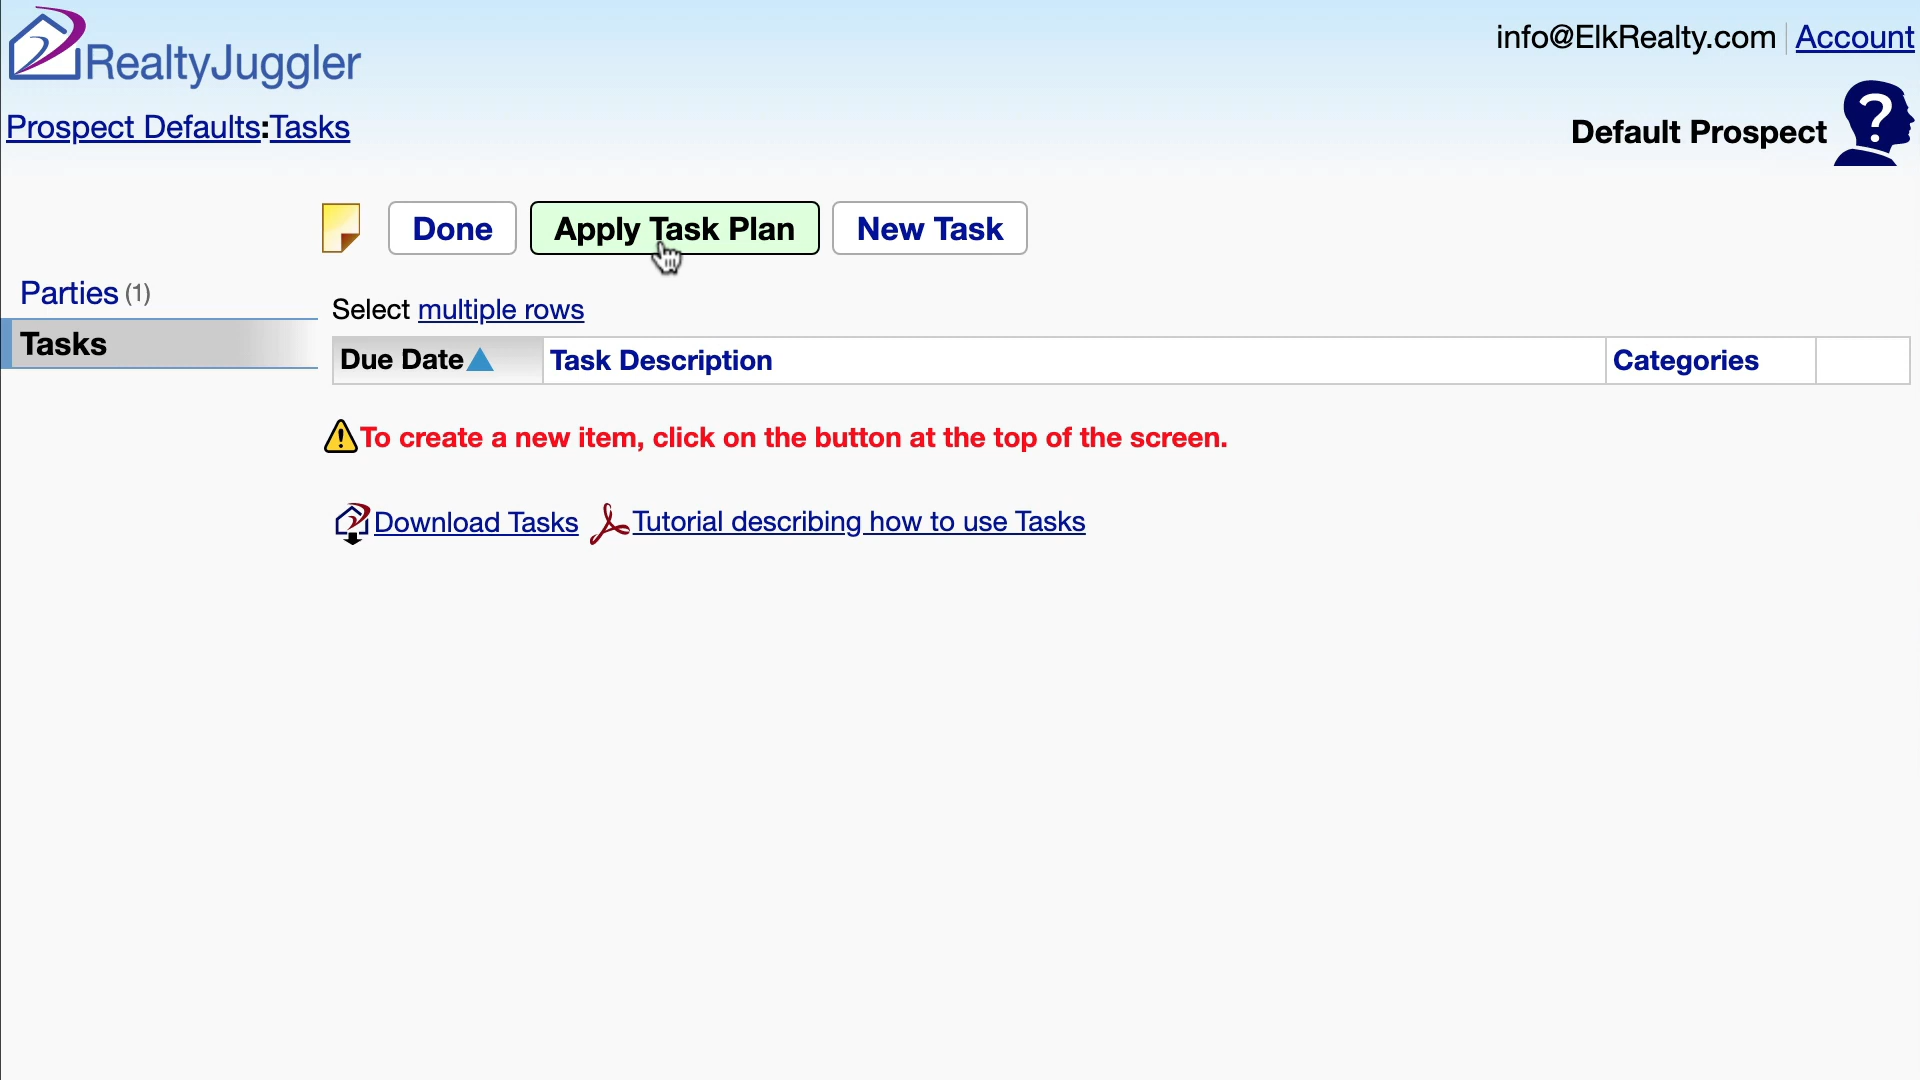 RealtyJuggler
info@ElkRealty.com Account
Prospect Defaults:Tasks
Default Prospect
Done Apply Task Plan New Task
Parties (1)
Tasks
Select multiple rows
Due Date Task Description Categories
To create a new item, click on the button at the top of the screen.
Download Tasks Tutorial describing how to use Tasks